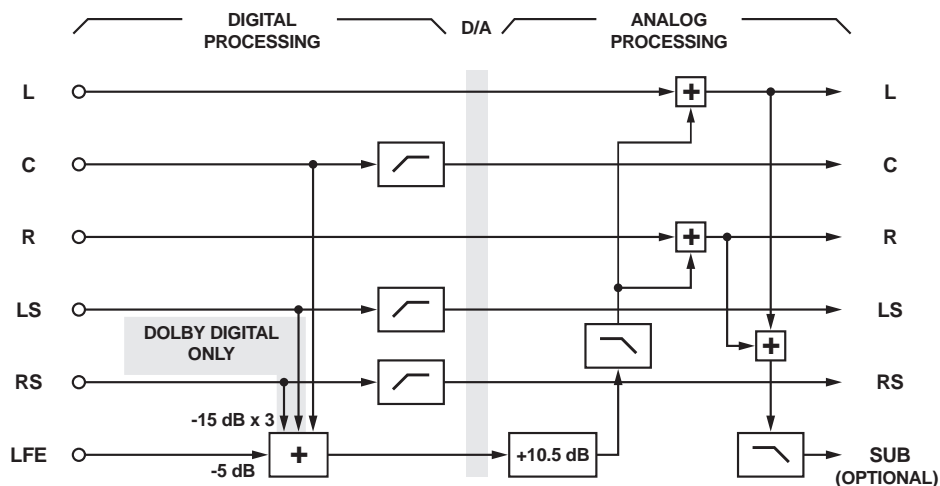 DIGITAL
PROCESSING
D/A
ANALOG
PROCESSING
L
L
C
C
R
R
LS
LS
DOLBY DIGITAL
ONLY
RS
RS
-15 dB x 3
LFE
-5 dB
+
+10.5 dB
+
+
+
SUB
(OPTIONAL)